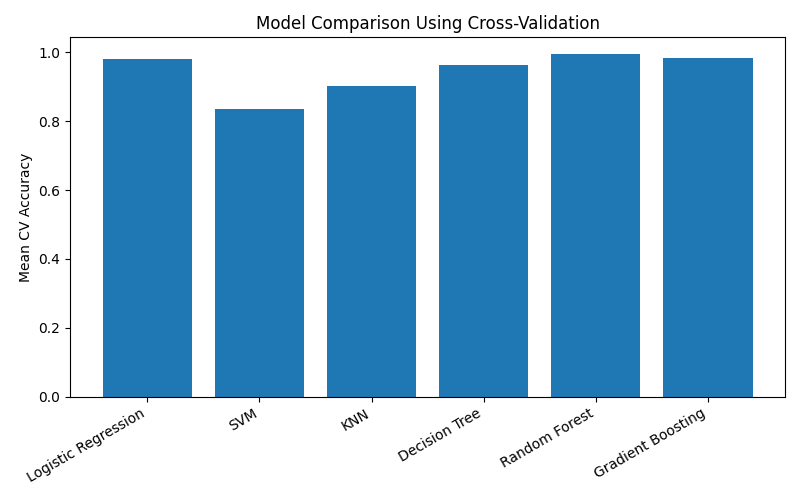 Model Comparison Using Cross-Validation
Mean CV Accuracy
1.0
0.8
0.6
0.4
0.2
0.0
Logistic Regression
SVM
KNN
Decision Tree
Random Forest
Gradient Boosting